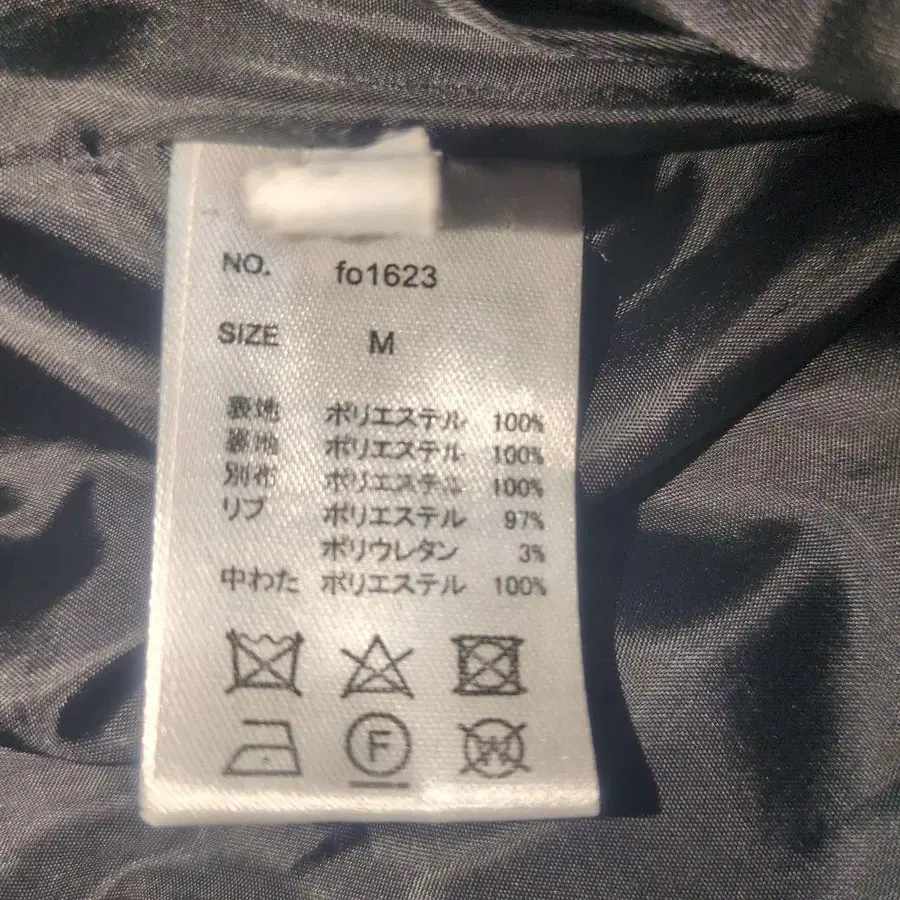 NO. fo1623
SIZE M
表地 ポリエステル 100%
裏地 ポリエステル 100%
別布 ポリエステル 100%
リブ ポリエステル 97%
ポリウレタン 3%
中わた ポリエステル 100%
F W